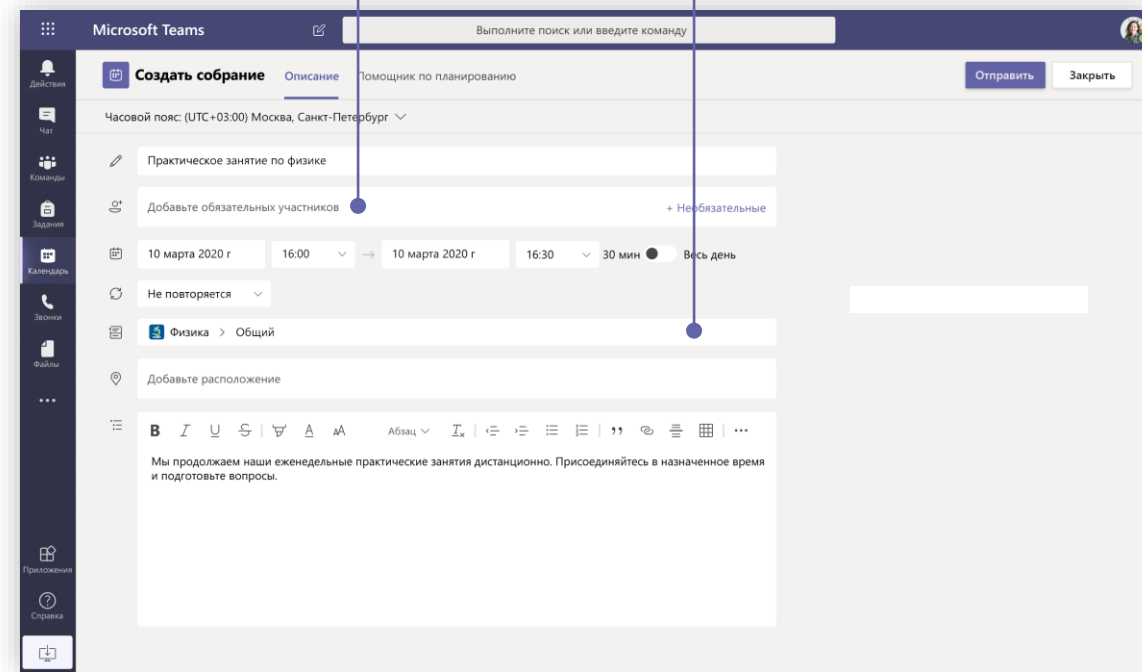 Microsoft Teams
Выполните поиск или введите команду
Действия
Чат
Команды
Задания
Календарь
Звонки
Файлы
Приложения
Справка
Создать собрание Описание Помощник по планированию Отправить Закрыть
Часовой пояс: (UTC+03:00) Москва, Санкт-Петербург
Практическое занятие по физике
Добавьте обязательных участников + Необязательные
10 марта 2020 г 16:00 → 10 марта 2020 г 16:30 30 мин Весь день
Не повторяется
Физика > Общий
Добавьте расположение
B I U S A AA Абзац Tx
Мы продолжаем наши еженедельные практические занятия дистанционно. Присоединяйтесь в назначенное время
и подготовьте вопросы.